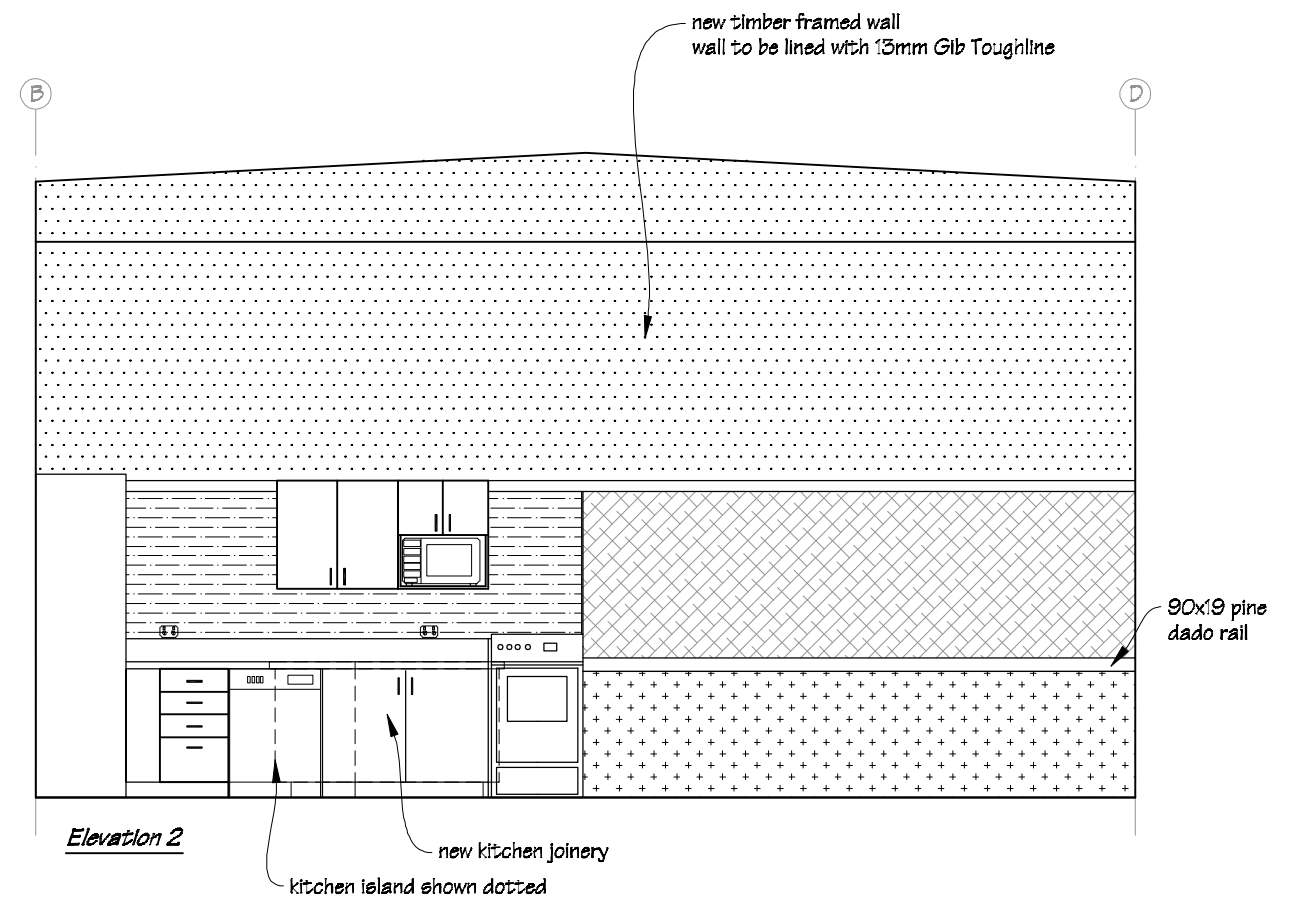 new timber framed wall
wall to be lined with 13mm Gib Toughline
B
D
90x19 pine
dado rail
Elevation 2
new kitchen joinery
kitchen island shown dotted